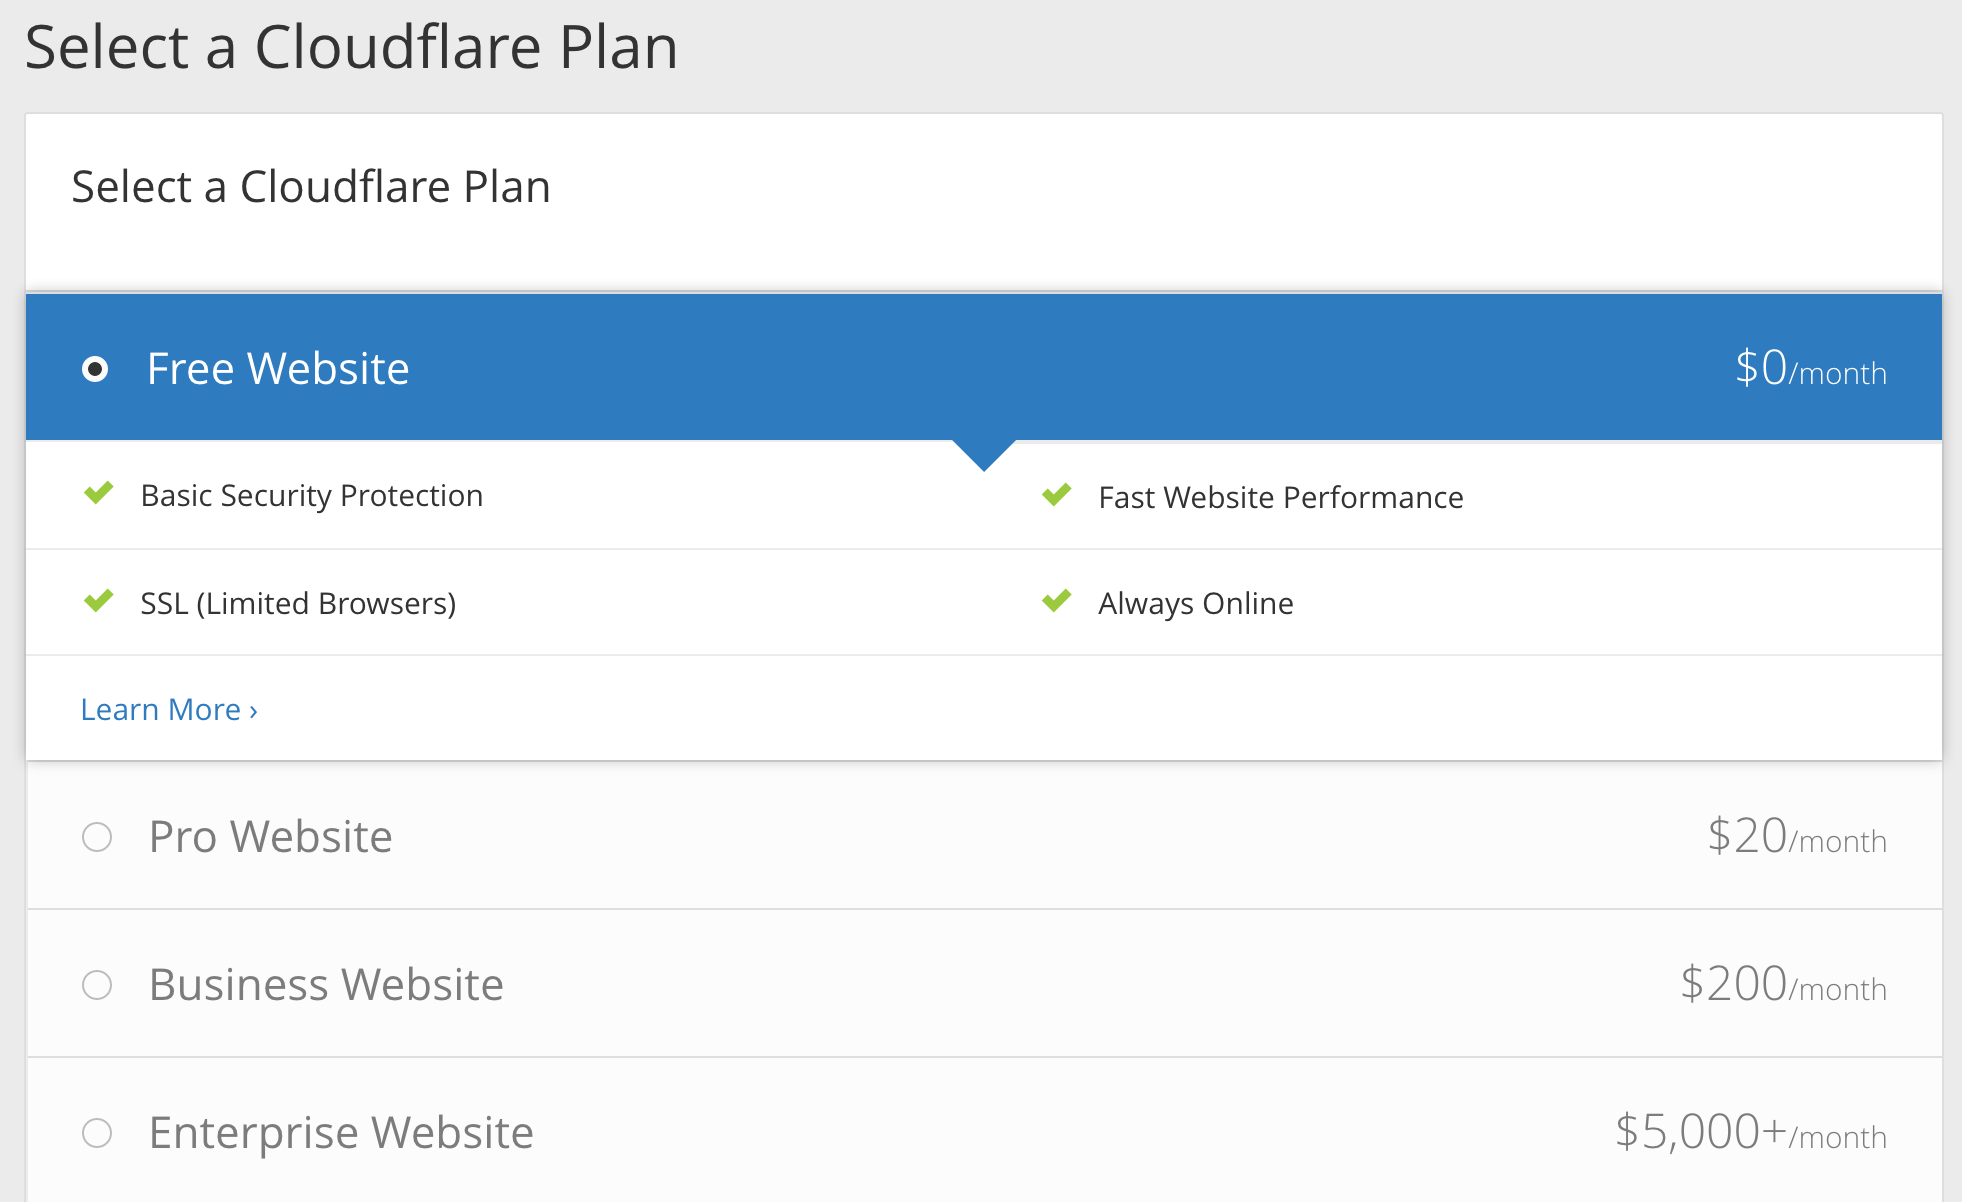 Select a Cloudflare Plan
Select a Cloudflare Plan
Free Website $0/month
Basic Security Protection Fast Website Performance
SSL (Limited Browsers) Always Online
Learn More ›
Pro Website $20/month
Business Website $200/month
Enterprise Website $5,000+/month